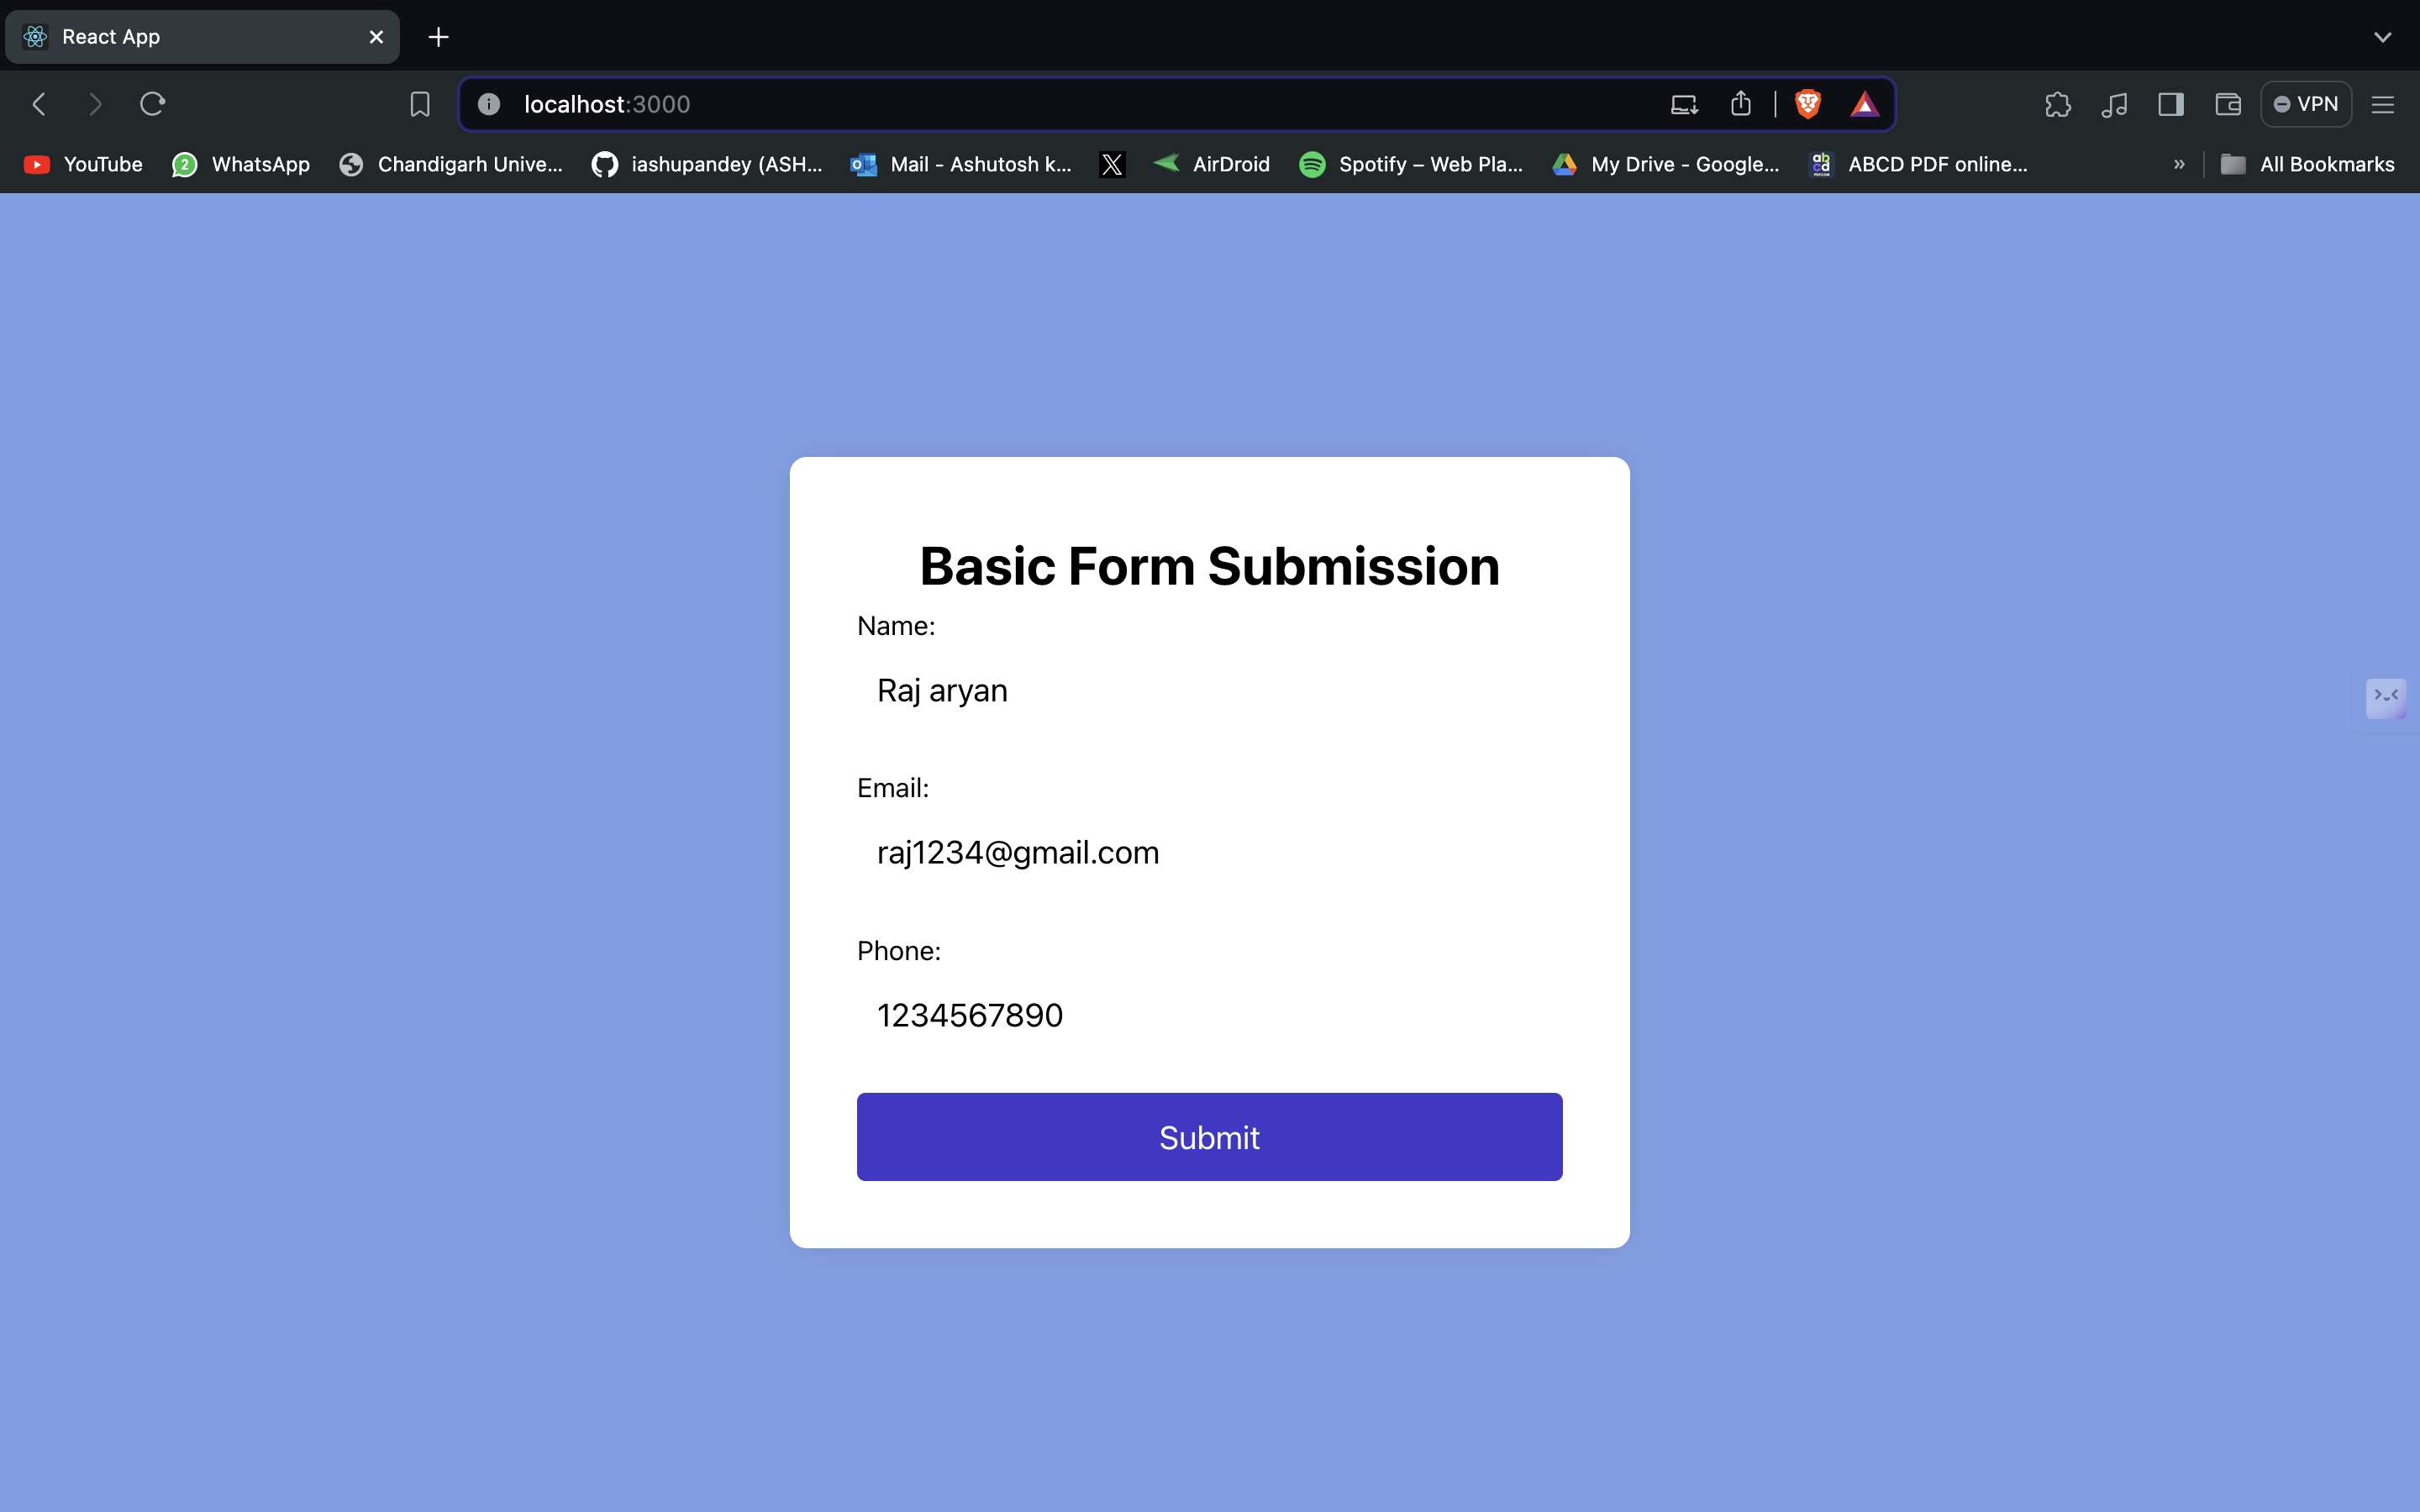 React App
localhost:3000
VPN
YouTube
2
WhatsApp
Chandigarh Unive...
iashupandey (ASH...
Mail - Ashutosh k...
AirDroid
Spotify – Web Pla...
My Drive - Google...
ABCD PDF online...
»
All Bookmarks
Basic Form Submission
Name:
Raj aryan
Email:
raj1234@gmail.com
Phone:
1234567890
Submit